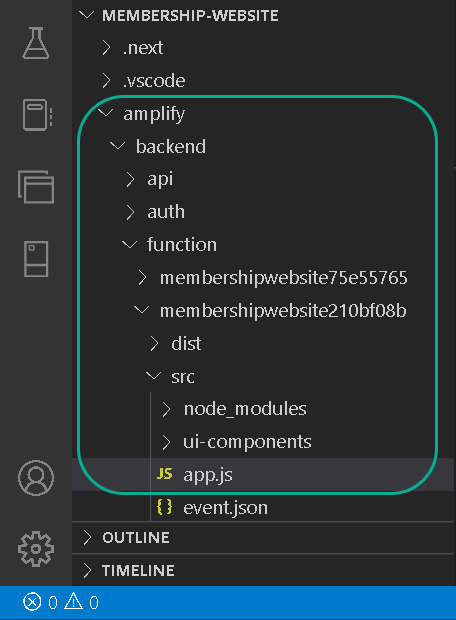 MEMBERSHIP-WEBSITE
.next
.vscode
amplify
backend
api
auth
function
membershipwebsite75e55765
membershipwebsite210bf08b
dist
src
node_modules
ui-components
JS app.js
{} event.json
OUTLINE
TIMELINE
0 0